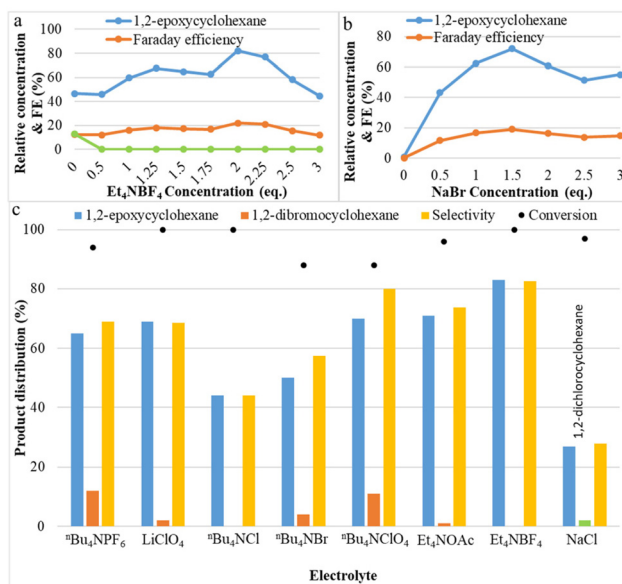 a
1,2-epoxycyclohexane
Faraday efficiency
Relative concentration
& FE (%)
100
80
60
40
20
0
0 0.5 1 1.25 1.5 1.75 2 2.25 2.5 3
Et₄NBF₄ Concentration (eq.)
b
1,2-epoxycyclohexane
Faraday efficiency
Relative concentration
& FE (%)
80
60
40
20
0
0 0.5 1 1.5 2 2.5 3
NaBr Concentration (eq.)
c
1,2-epoxycyclohexane 1,2-dibromocyclohexane Selectivity Conversion
Product distribution (%)
100
80
60
40
20
0
1,2-dichlorocyclohexane
ⁿBu₄NPF₆ LiClO₄ ⁿBu₄NCl ⁿBu₄NBr ⁿBu₄NClO₄ Et₄NOAc Et₄NBF₄ NaCl
Electrolyte